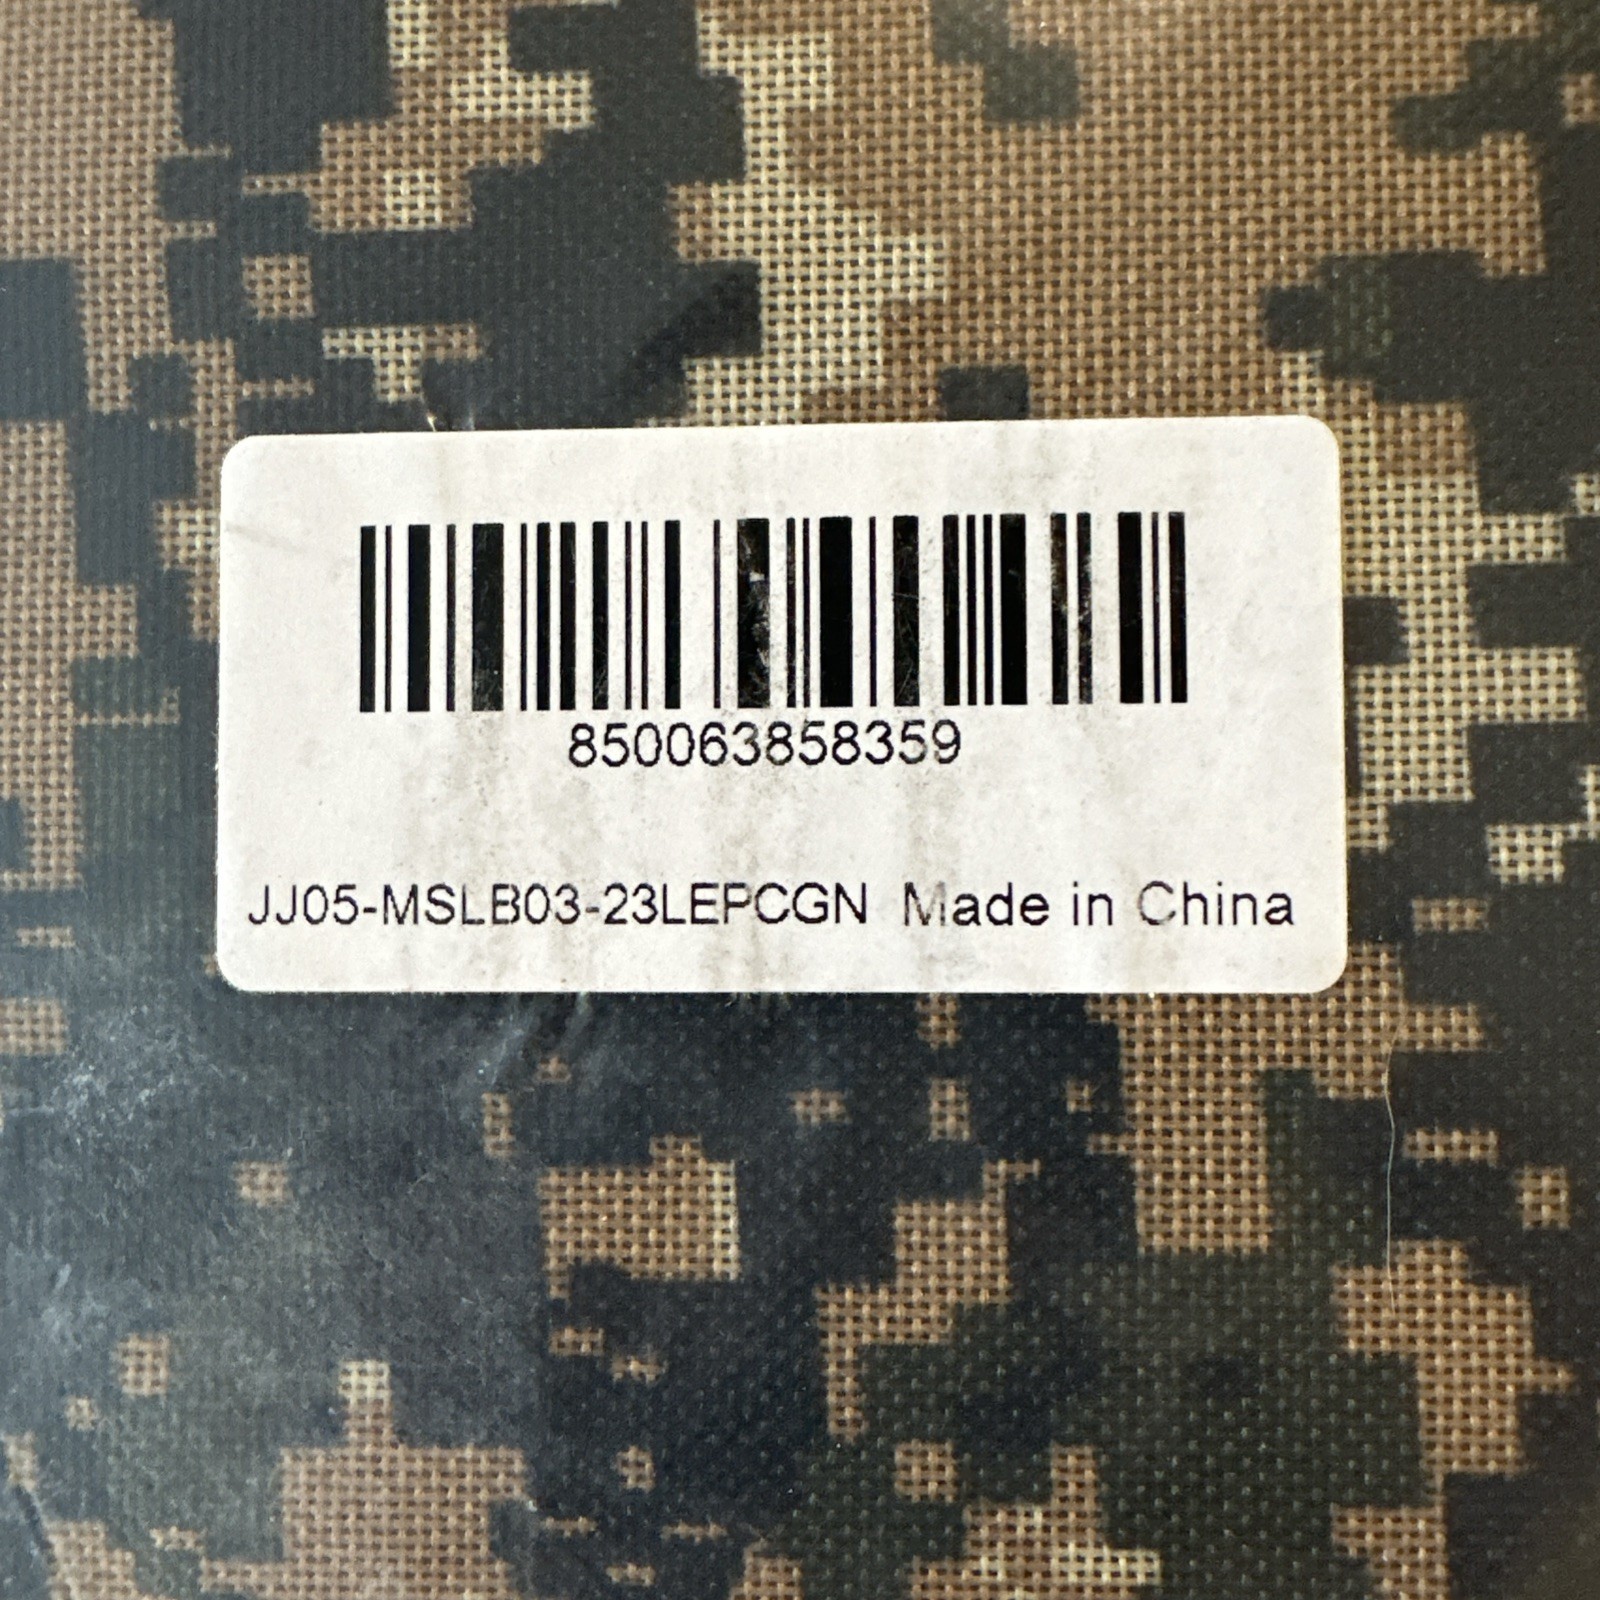 850063858359
JJ05-MSLB03-23LEPCGN Made in China